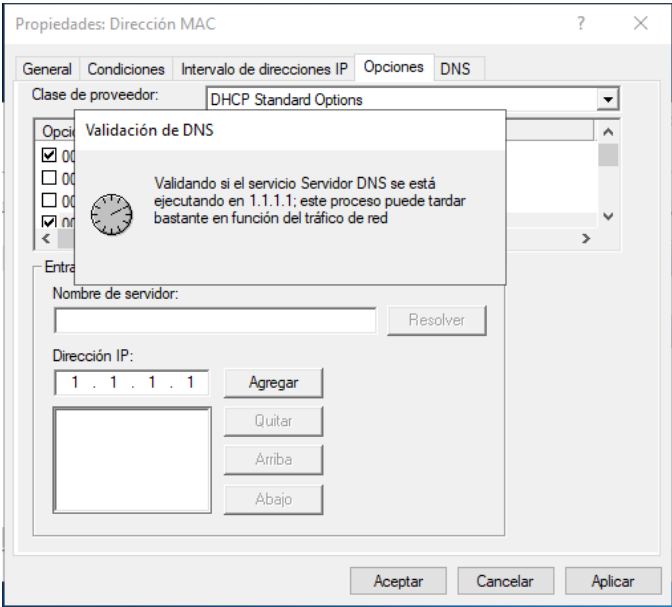 Propiedades: Dirección MAC
General Condiciones Intervalo de direcciones IP Opciones DNS
Clase de proveedor: DHCP Standard Options
Validación de DNS
Validando si el servicio Servidor DNS se está
ejecutando en 1.1.1.1; este proceso puede tardar
bastante en función del tráfico de red
Nombre de servidor:
Resolver
Dirección IP:
1 . 1 . 1 . 1 Agregar
Quitar
Arriba
Abajo
Aceptar Cancelar Aplicar